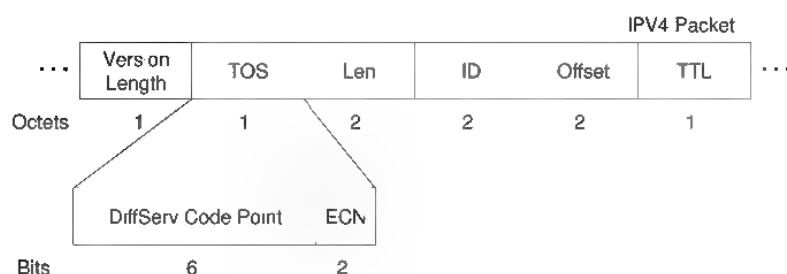 IPV4 Packet
... Vers on Length TOS Len ID Offset TTL ...
Octets 1 1 2 2 2 1
DiffServ Code Point ECN
Bits 6 2